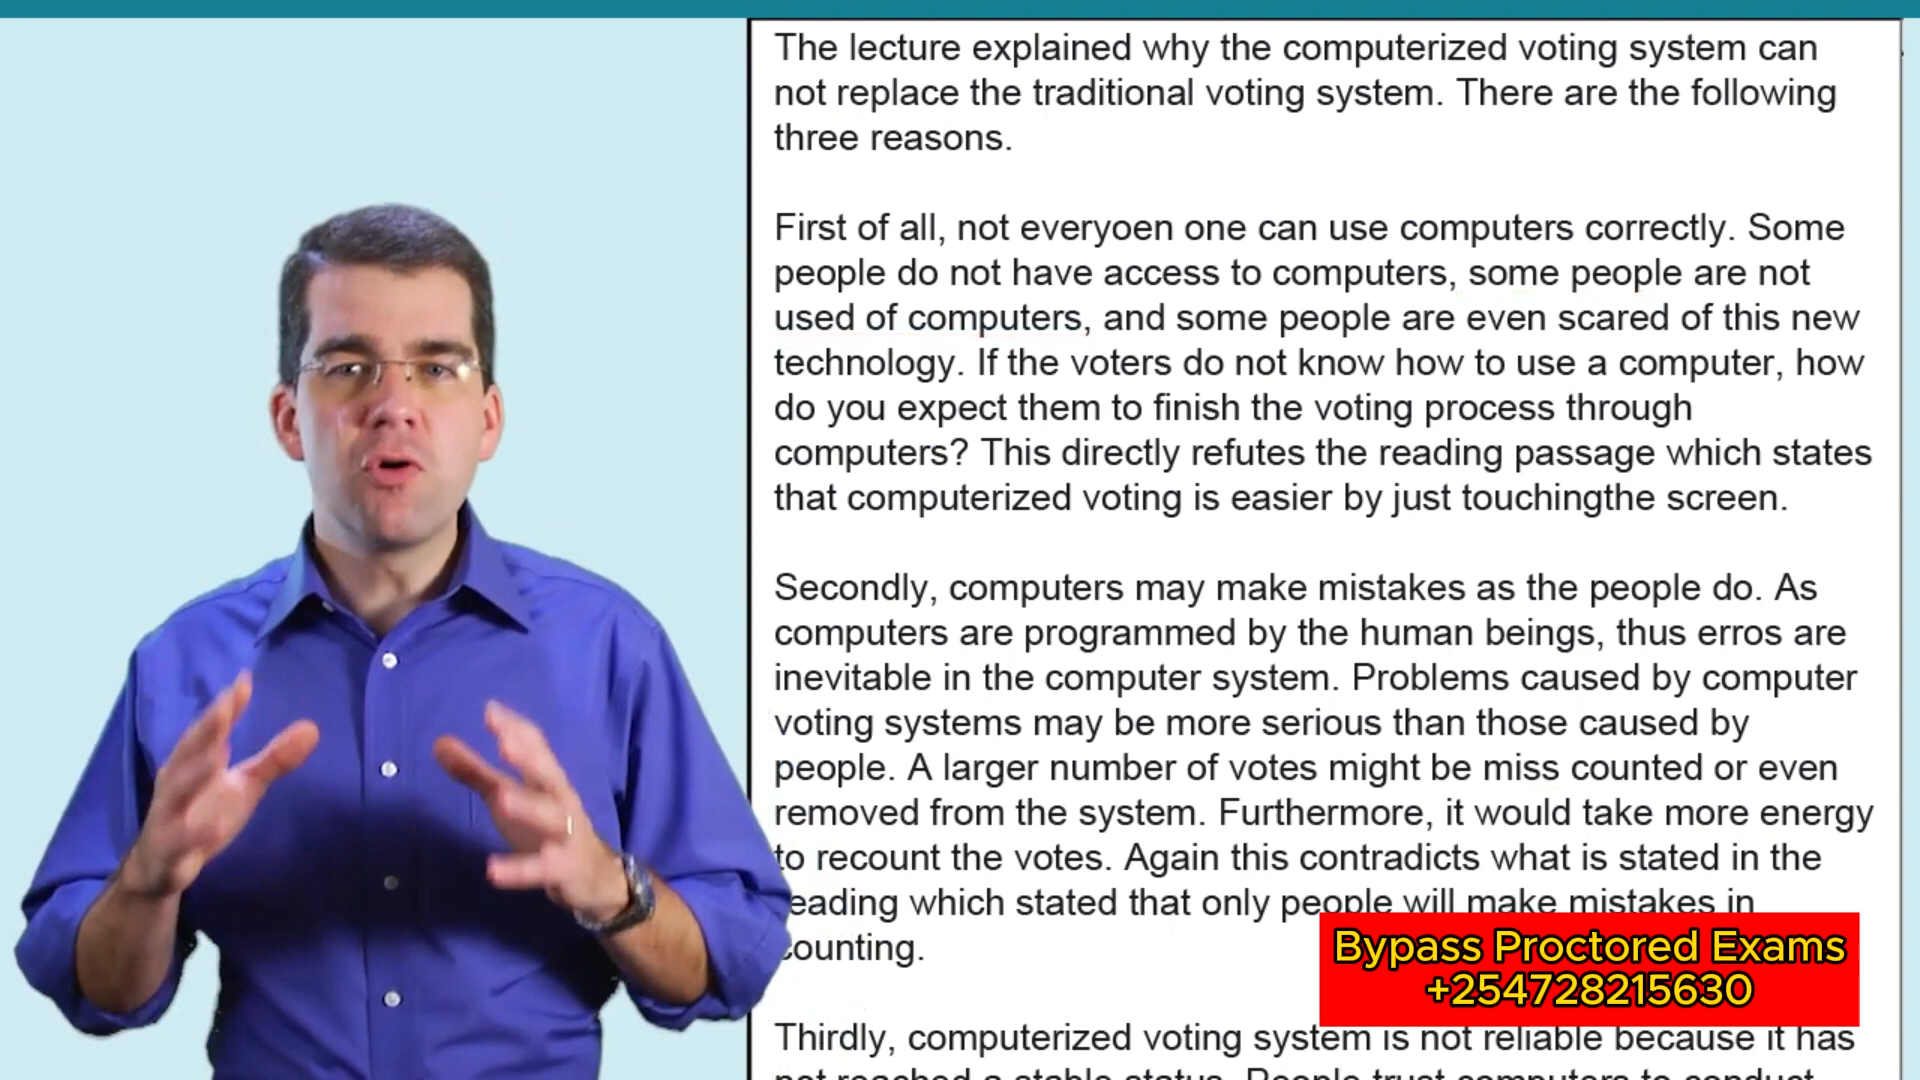 The lecture explained why the computerized voting system can
not replace the traditional voting system. There are the following
three reasons.
First of all, not everyoen one can use computers correctly. Some
people do not have access to computers, some people are not
used of computers, and some people are even scared of this new
technology. If the voters do not know how to use a computer, how
do you expect them to finish the voting process through
computers? This directly refutes the reading passage which states
that computerized voting is easier by just touchingthe screen.
Secondly, computers may make mistakes as the people do. As
computers are programmed by the human beings, thus erros are
inevitable in the computer system. Problems caused by computer
voting systems may be more serious than those caused by
people. A larger number of votes might be miss counted or even
removed from the system. Furthermore, it would take more energy
to recount the votes. Again this contradicts what is stated in the
eading which stated that only people will make mistakes in
counting.
Bypass Proctored Exams
+254728215630
Thirdly, computerized voting system is not reliable because it has
not reached a stable status. People trust computers to conduct